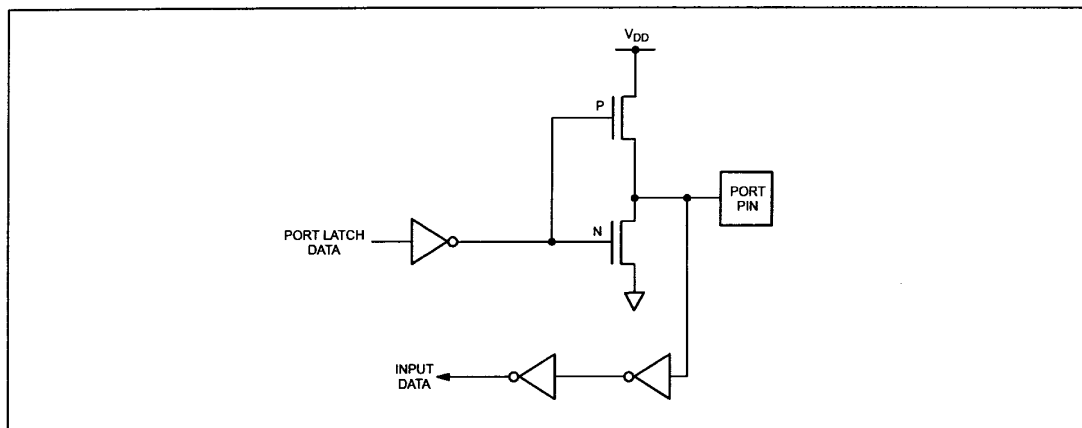 VDD
P
PORT
PIN
N
PORT LATCH
DATA
INPUT
DATA